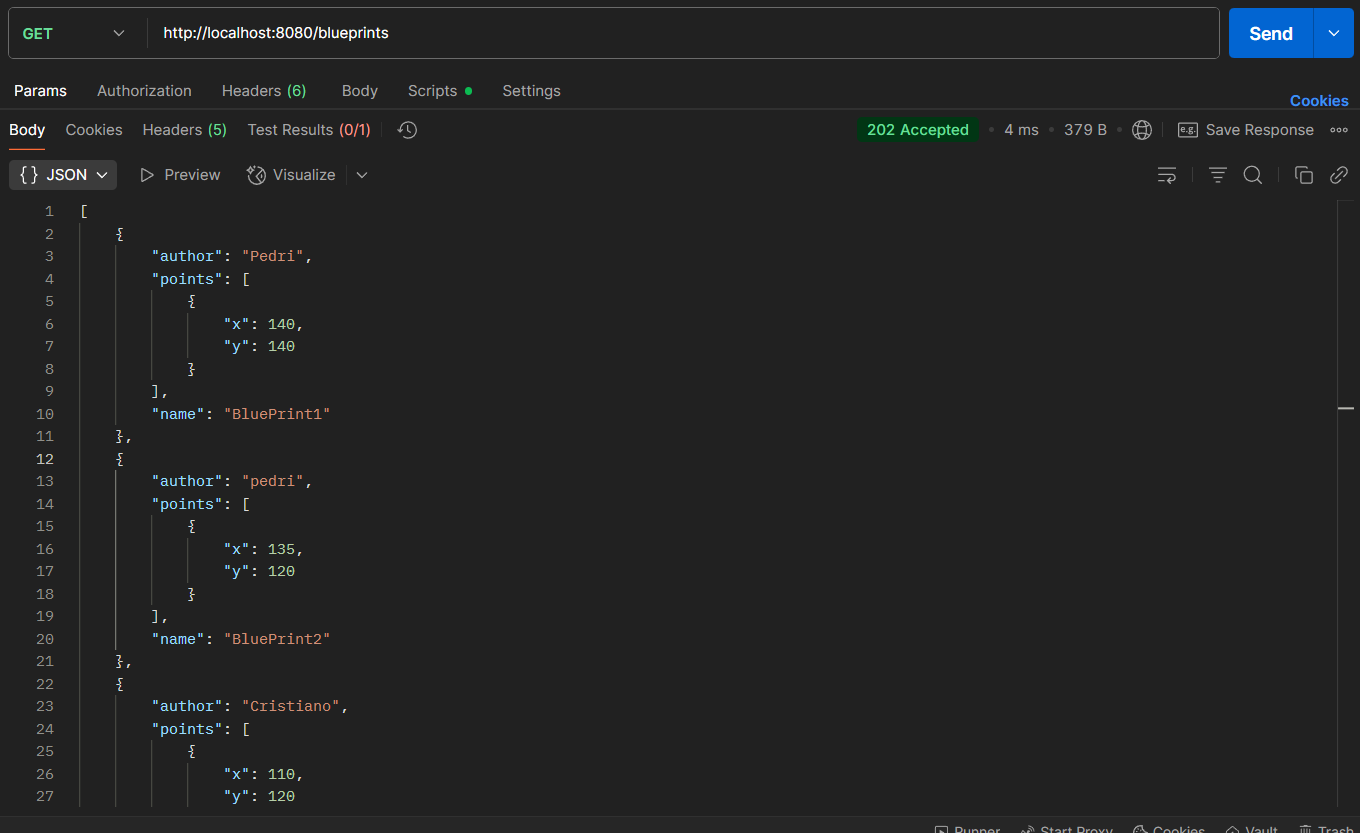 GET http://localhost:8080/blueprints Send
Params Authorization Headers (6) Body Scripts Settings
Cookies
Body Cookies Headers (5) Test Results (0/1) 202 Accepted 4 ms 379 B e.g. Save Response
{} JSON Preview Visualize
1 [
2 {
3 "author": "Pedri",
4 "points": [
5 {
6 "x": 140,
7 "y": 140
8 }
9 ],
10 "name": "BluePrint1"
11 },
12 {
13 "author": "pedri",
14 "points": [
15 {
16 "x": 135,
17 "y": 120
18 }
19 ],
20 "name": "BluePrint2"
21 },
22 {
23 "author": "Cristiano",
24 "points": [
25 {
26 "x": 110,
27 "y": 120
Runner Start Proxy Cookies Vault Trash